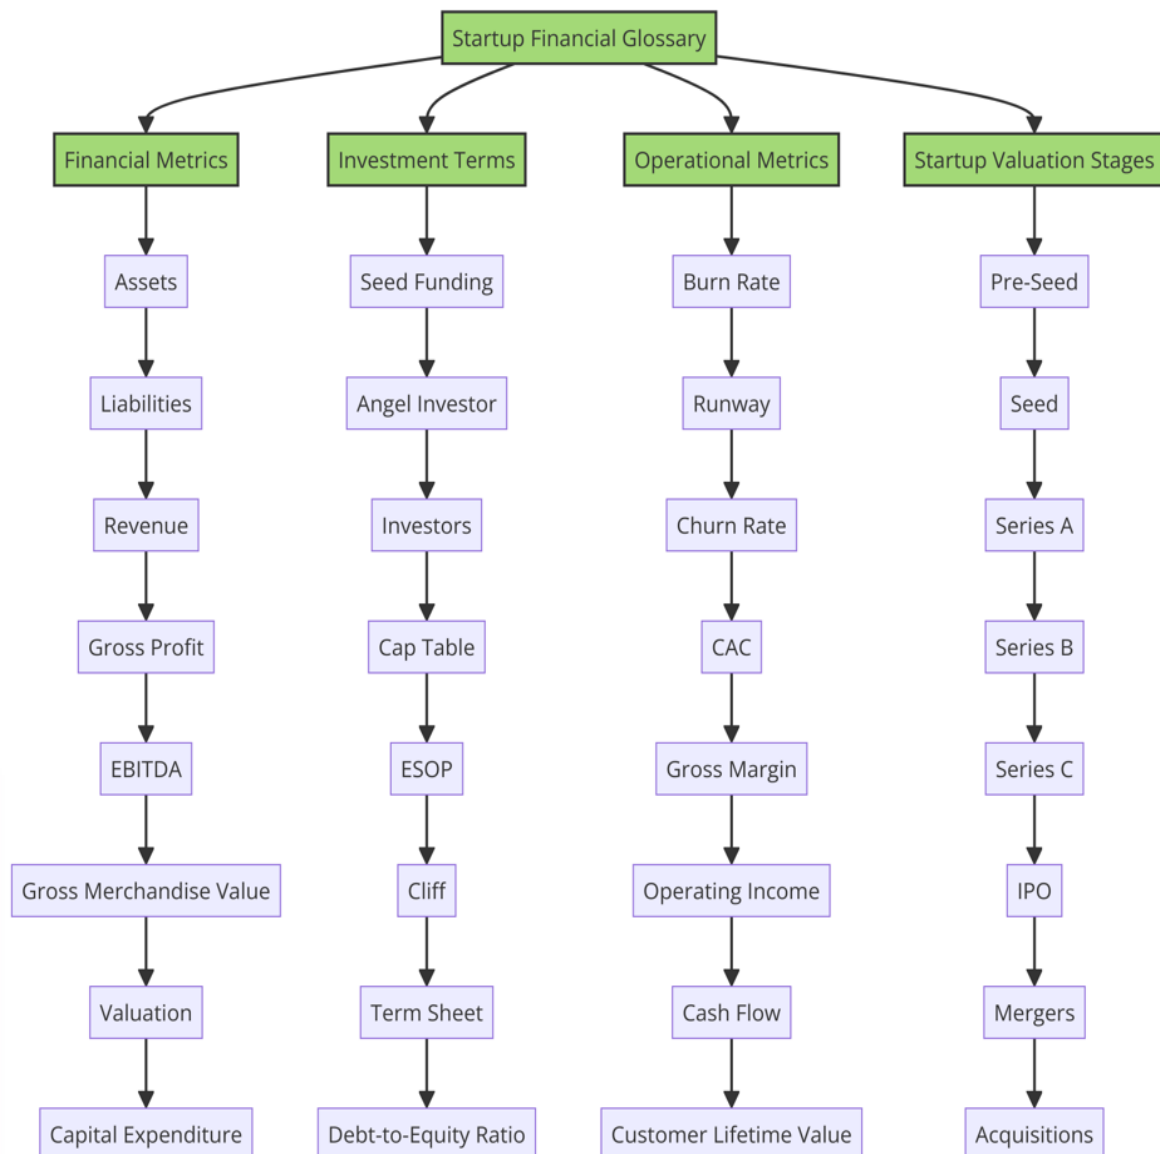 Startup Financial Glossary
Financial Metrics
Investment Terms
Operational Metrics
Startup Valuation Stages
Assets
Seed Funding
Burn Rate
Pre-Seed
Liabilities
Angel Investor
Runway
Seed
Revenue
Investors
Churn Rate
Series A
Gross Profit
Cap Table
CAC
Series B
EBITDA
ESOP
Gross Margin
Series C
Gross Merchandise Value
Cliff
Operating Income
IPO
Valuation
Term Sheet
Cash Flow
Mergers
Capital Expenditure
Debt-to-Equity Ratio
Customer Lifetime Value
Acquisitions